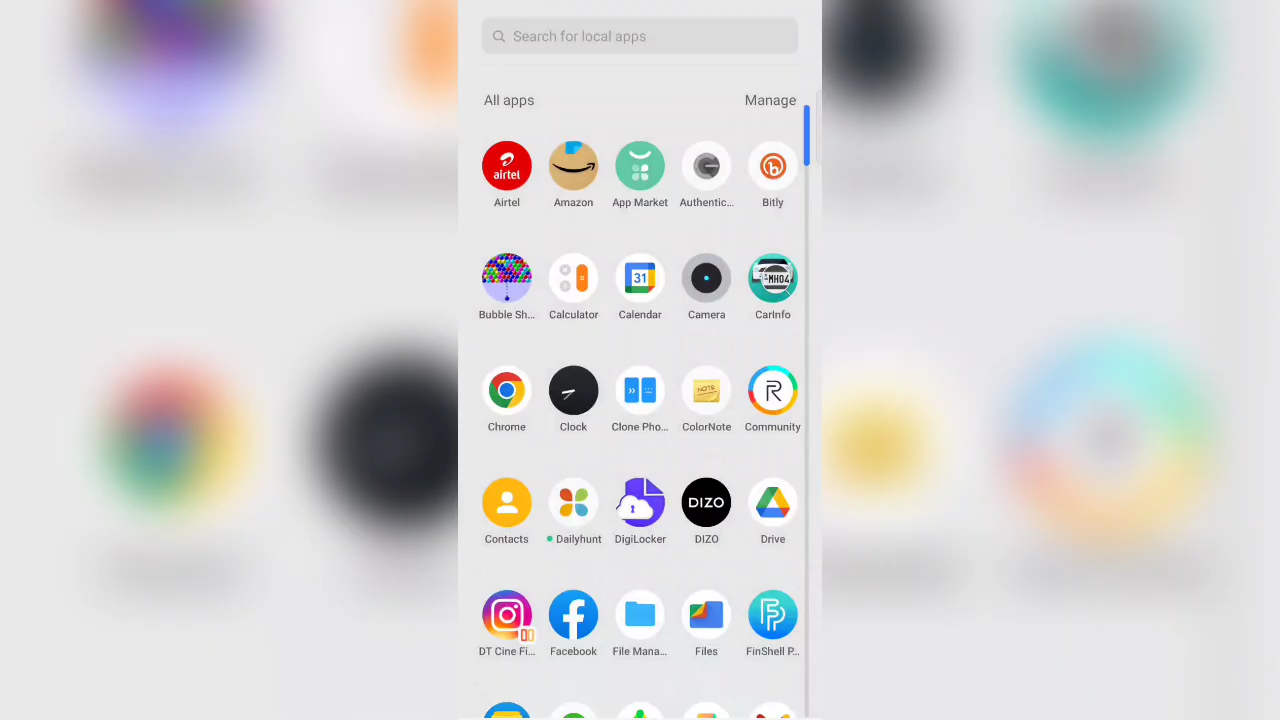 Search for local apps
All apps Manage
airtel
Airtel Amazon App Market Authentic... Bitly
31 MH04
Bubble Sh... Calculator Calendar Camera CarInfo
NOTE
Chrome Clock Clone Pho... ColorNote Community
DIZO
Contacts Dailyhunt DigiLocker DIZO Drive
DT Cine Fi... Facebook File Mana... Files FinShell P...